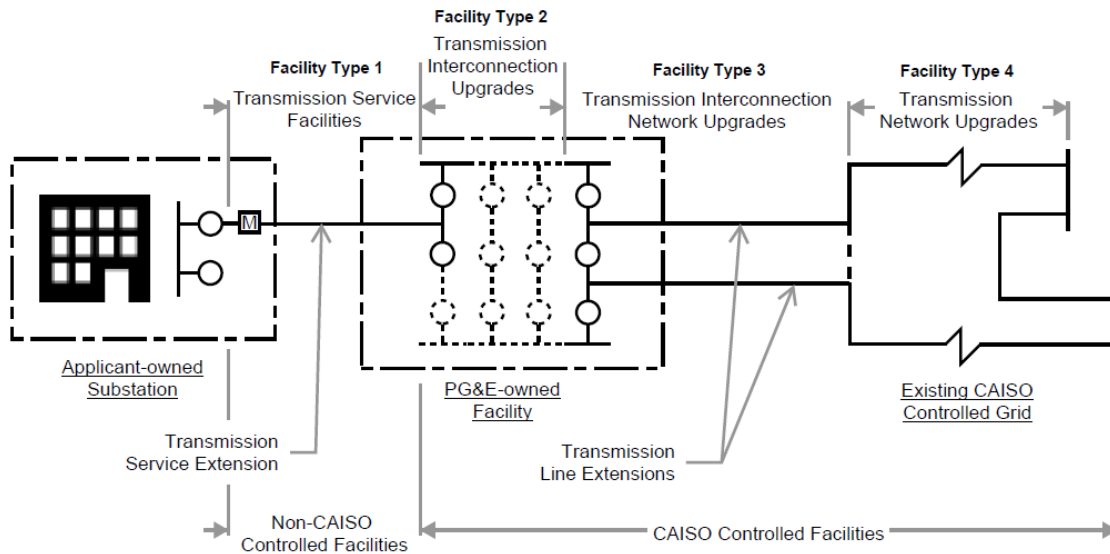 Facility Type 2
Transmission
Interconnection
Upgrades
Facility Type 1
Transmission Service
Facilities
Facility Type 3
Transmission Interconnection
Network Upgrades
Facility Type 4
Transmission
Network Upgrades
M
Applicant-owned
Substation
PG&E-owned
Facility
Existing CAISO
Controlled Grid
Transmission
Service Extension
Transmission
Line Extensions
Non-CAISO
Controlled Facilities
CAISO Controlled Facilities